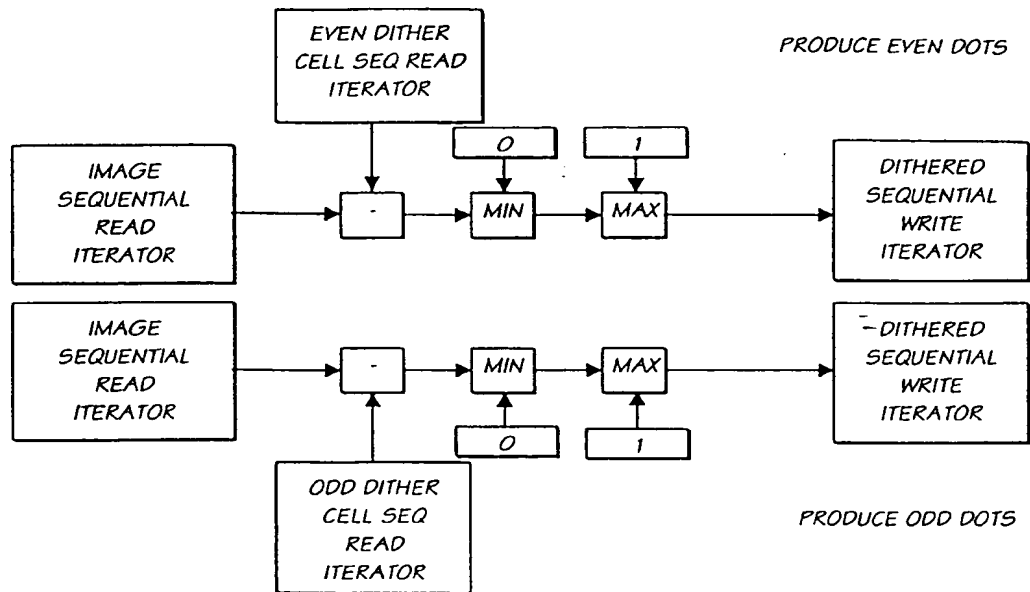 EVEN DITHER
CELL SEQ READ
ITERATOR
PRODUCE EVEN DOTS
0
1
IMAGE
SEQUENTIAL
READ
ITERATOR
-
MIN
MAX
DITHERED
SEQUENTIAL
WRITE
ITERATOR
IMAGE
SEQUENTIAL
READ
ITERATOR
-
MIN
MAX
DITHERED
SEQUENTIAL
WRITE
ITERATOR
0
1
ODD DITHER
CELL SEQ
READ
ITERATOR
PRODUCE ODD DOTS